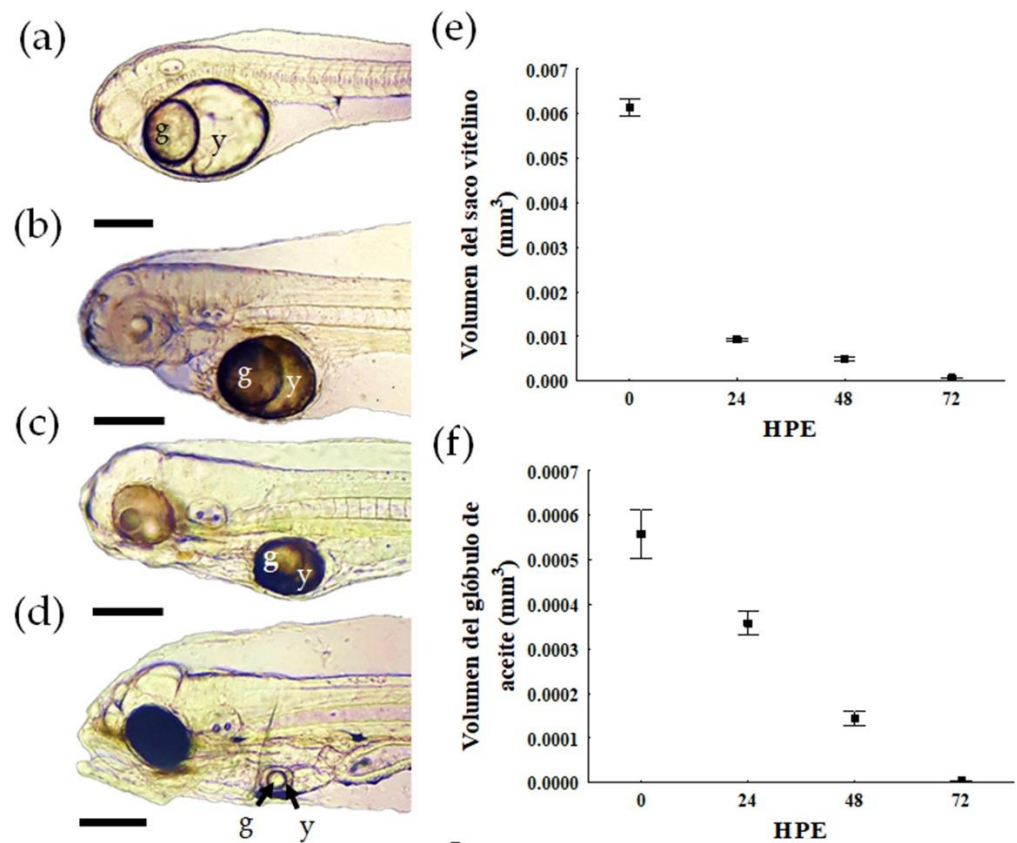 (a)
g y
(b)
g y
(c)
g y
(d)
g y
(e)
Volumen del saco vitelino
(mm³)
0.007
0.006
0.005
0.004
0.003
0.002
0.001
0.000
0 24 48 72
HPE
(f)
Volumen del glóbulo de
aceite (mm³)
0.0007
0.0006
0.0005
0.0004
0.0003
0.0002
0.0001
0.0000
0 24 48 72
HPE